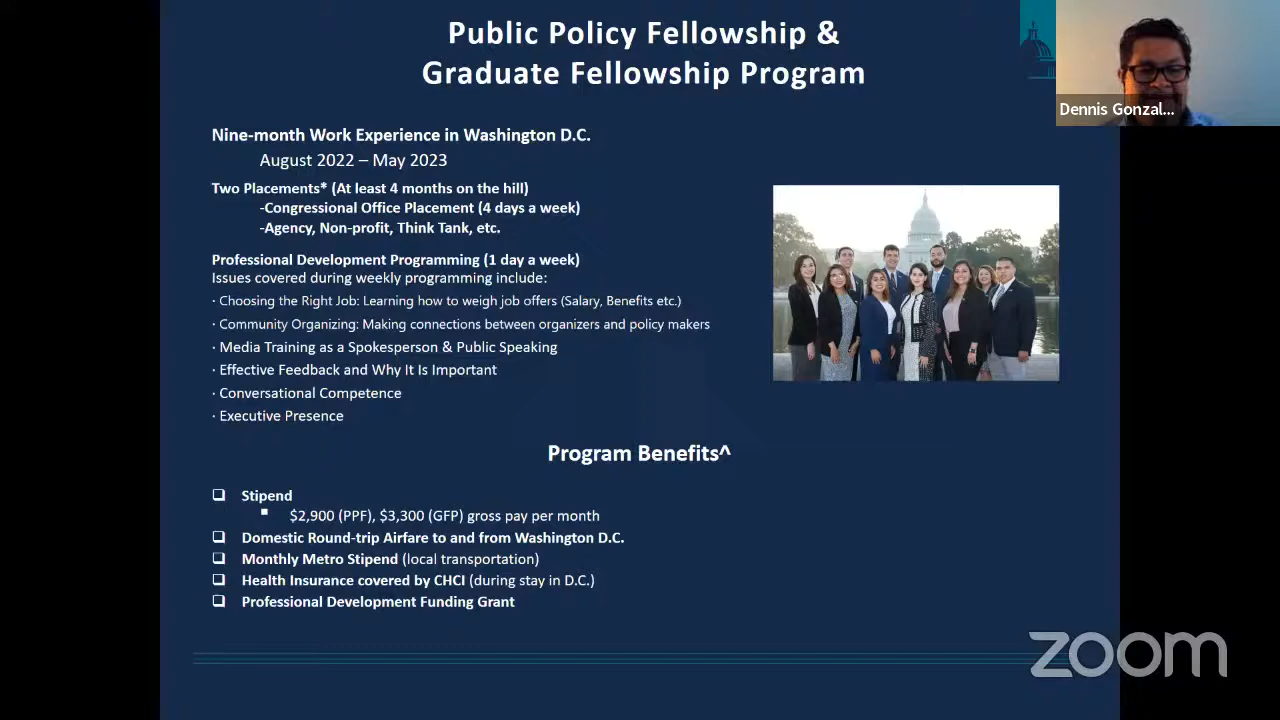 Public Policy Fellowship &
Graduate Fellowship Program
Dennis Gonzal...
Nine-month Work Experience in Washington D.C.
August 2022 – May 2023
Two Placements* (At least 4 months on the hill)
-Congressional Office Placement (4 days a week)
-Agency, Non-profit, Think Tank, etc.
Professional Development Programming (1 day a week)
Issues covered during weekly programming include:
· Choosing the Right Job: Learning how to weigh job offers (Salary, Benefits etc.)
· Community Organizing: Making connections between organizers and policy makers
· Media Training as a Spokesperson & Public Speaking
· Effective Feedback and Why It Is Important
· Conversational Competence
· Executive Presence
Program Benefits^
❑ Stipend
▪ $2,900 (PPF), $3,300 (GFP) gross pay per month
❑ Domestic Round-trip Airfare to and from Washington D.C.
❑ Monthly Metro Stipend (local transportation)
❑ Health Insurance covered by CHCI (during stay in D.C.)
❑ Professional Development Funding Grant
zoom